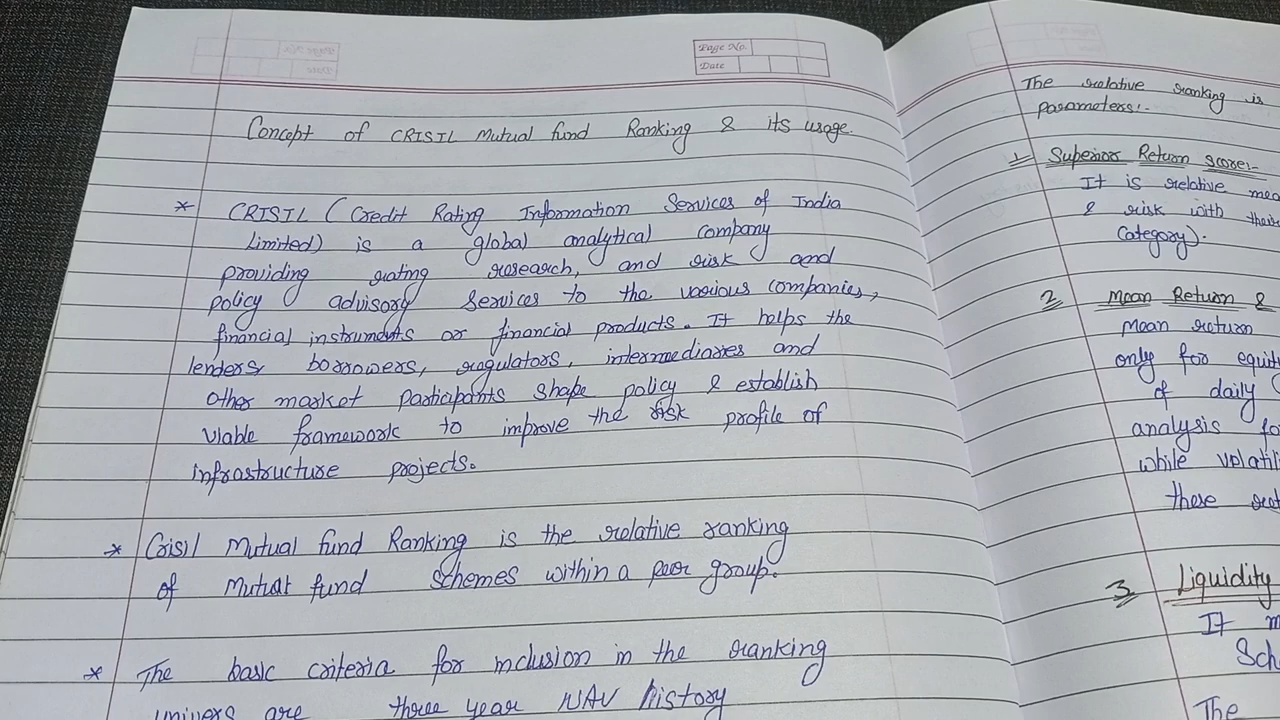 Page No.
Date
Concept of CRISIL Mutual fund Ranking & its usage.
* CRISIL (Credit Rating Information Services of India
Limited) is a global analytical company
providing rating research, and risk and
policy advisory services to the various companies,
financial instruments or financial products. It helps the
lenders, borrowers, regulators, intermediaries and
other market participants shape policy & establish
viable framework to improve the risk profile of
infrastructure projects.
* Crisil Mutual fund Ranking is the relative ranking
of Mutual fund schemes within a peer group.
* The basic criteria for inclusion in the ranking
univers are three year NAV history
The relative ranking is
parameters:-
1 Superior Return score:-
It is relative
& risk with
Category).
2 Mean Return &
Mean return
only for
of daily
analysis
while
these
3 Liquidity
It
The